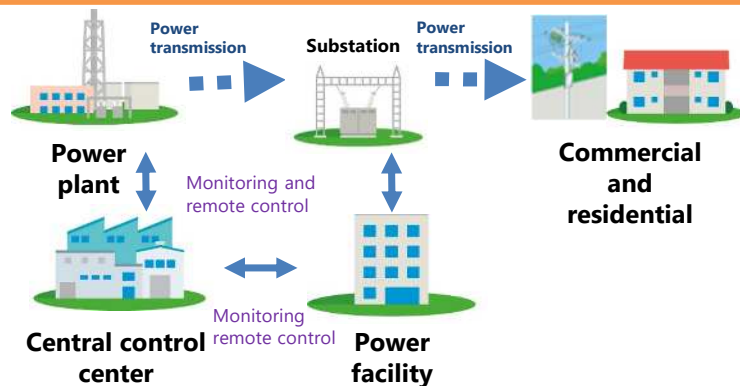 Power
transmission
Substation
Power
transmission
Power
plant
Commercial
and
residential
Monitoring and
remote control
Monitoring
remote control
Central control
center
Power
facility